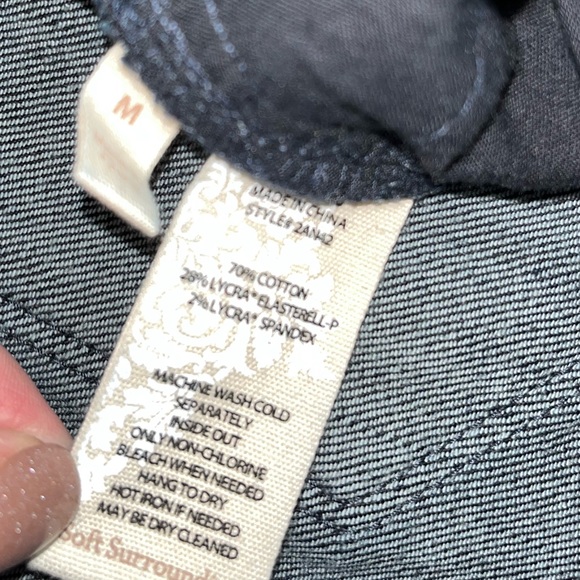 M
MADE IN CHINA
STYLE# 2AN42
70% COTTON
28% LYCRA® ELASTERELL-P
2% LYCRA® SPANDEX
MACHINE WASH COLD
SEPARATELY
INSIDE OUT
ONLY NON-CHLORINE
BLEACH WHEN NEEDED
HANG TO DRY
HOT IRON IF NEEDED
MAY BE DRY CLEANED
Soft Surround